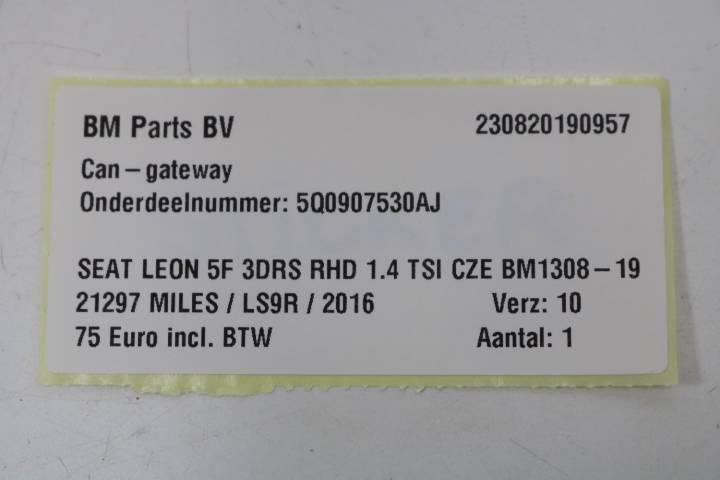 BM Parts BV 230820190957
Can-gateway
Onderdeelnummer: 5Q0907530AJ
SEAT LEON 5F 3DRS RHD 1.4 TSI CZE BM1308-19
21297 MILES / LS9R / 2016 Verz: 10
75 Euro incl. BTW Aantal: 1